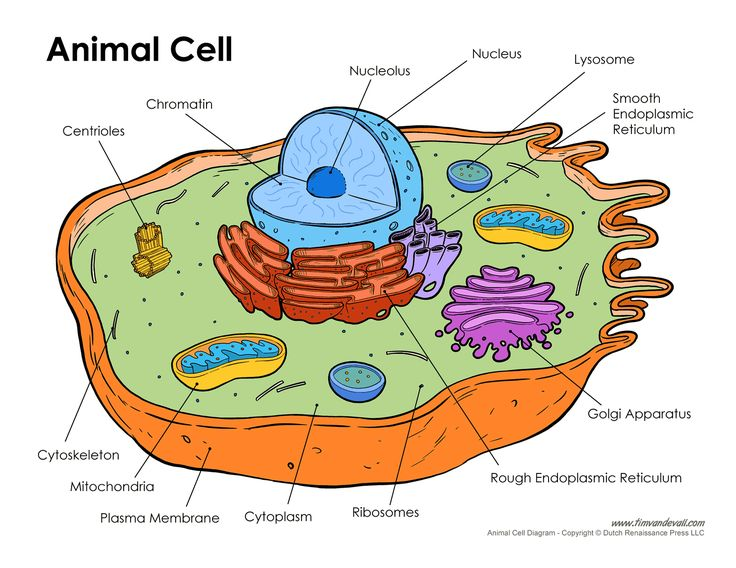 Animal Cell
Nucleus
Nucleolus
Lysosome
Chromatin
Smooth
Endoplasmic
Reticulum
Centrioles
Golgi Apparatus
Cytoskeleton
Rough Endoplasmic Reticulum
Mitochondria
Plasma Membrane
Cytoplasm
Ribosomes
www.timvandevall.com
Animal Cell Diagram - Copyright © Dutch Renaissance Press LLC